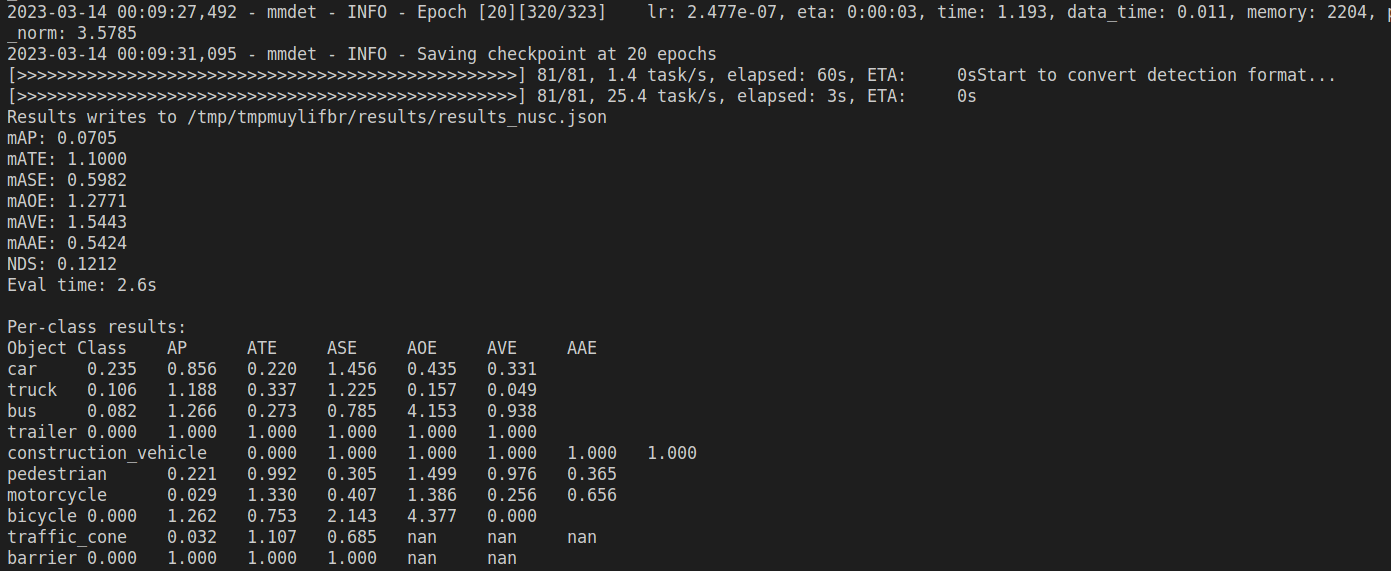 2023-03-14 00:09:27,492 - mmdet - INFO - Epoch [20][320/323]    lr: 2.477e-07, eta: 0:00:03, time: 1.193, data_time: 0.011, memory: 2204,
_norm: 3.5785
2023-03-14 00:09:31,095 - mmdet - INFO - Saving checkpoint at 20 epochs
[>>>>>>>>>>>>>>>>>>>>>>>>>>>>>>>>>>>>>>>>>>>>>>>>>>] 81/81, 1.4 task/s, elapsed: 60s, ETA:     0sStart to convert detection format...
[>>>>>>>>>>>>>>>>>>>>>>>>>>>>>>>>>>>>>>>>>>>>>>>>>>] 81/81, 25.4 task/s, elapsed: 3s, ETA:     0s
Results writes to /tmp/tmpmuylifbr/results/results_nusc.json
mAP: 0.0705
mATE: 1.1000
mASE: 0.5982
mAOE: 1.2771
mAVE: 1.5443
mAAE: 0.5424
NDS: 0.1212
Eval time: 2.6s

Per-class results:
Object Class    AP      ATE     ASE     AOE     AVE     AAE
car     0.235   0.856   0.220   1.456   0.435   0.331
truck   0.106   1.188   0.337   1.225   0.157   0.049
bus     0.082   1.266   0.273   0.785   4.153   0.938
trailer 0.000   1.000   1.000   1.000   1.000   1.000
construction_vehicle    0.000   1.000   1.000   1.000   1.000   1.000
pedestrian      0.221   0.992   0.305   1.499   0.976   0.365
motorcycle      0.029   1.330   0.407   1.386   0.256   0.656
bicycle 0.000   1.262   0.753   2.143   4.377   0.000
traffic_cone    0.032   1.107   0.685   nan     nan     nan
barrier 0.000   1.000   1.000   1.000   nan     nan